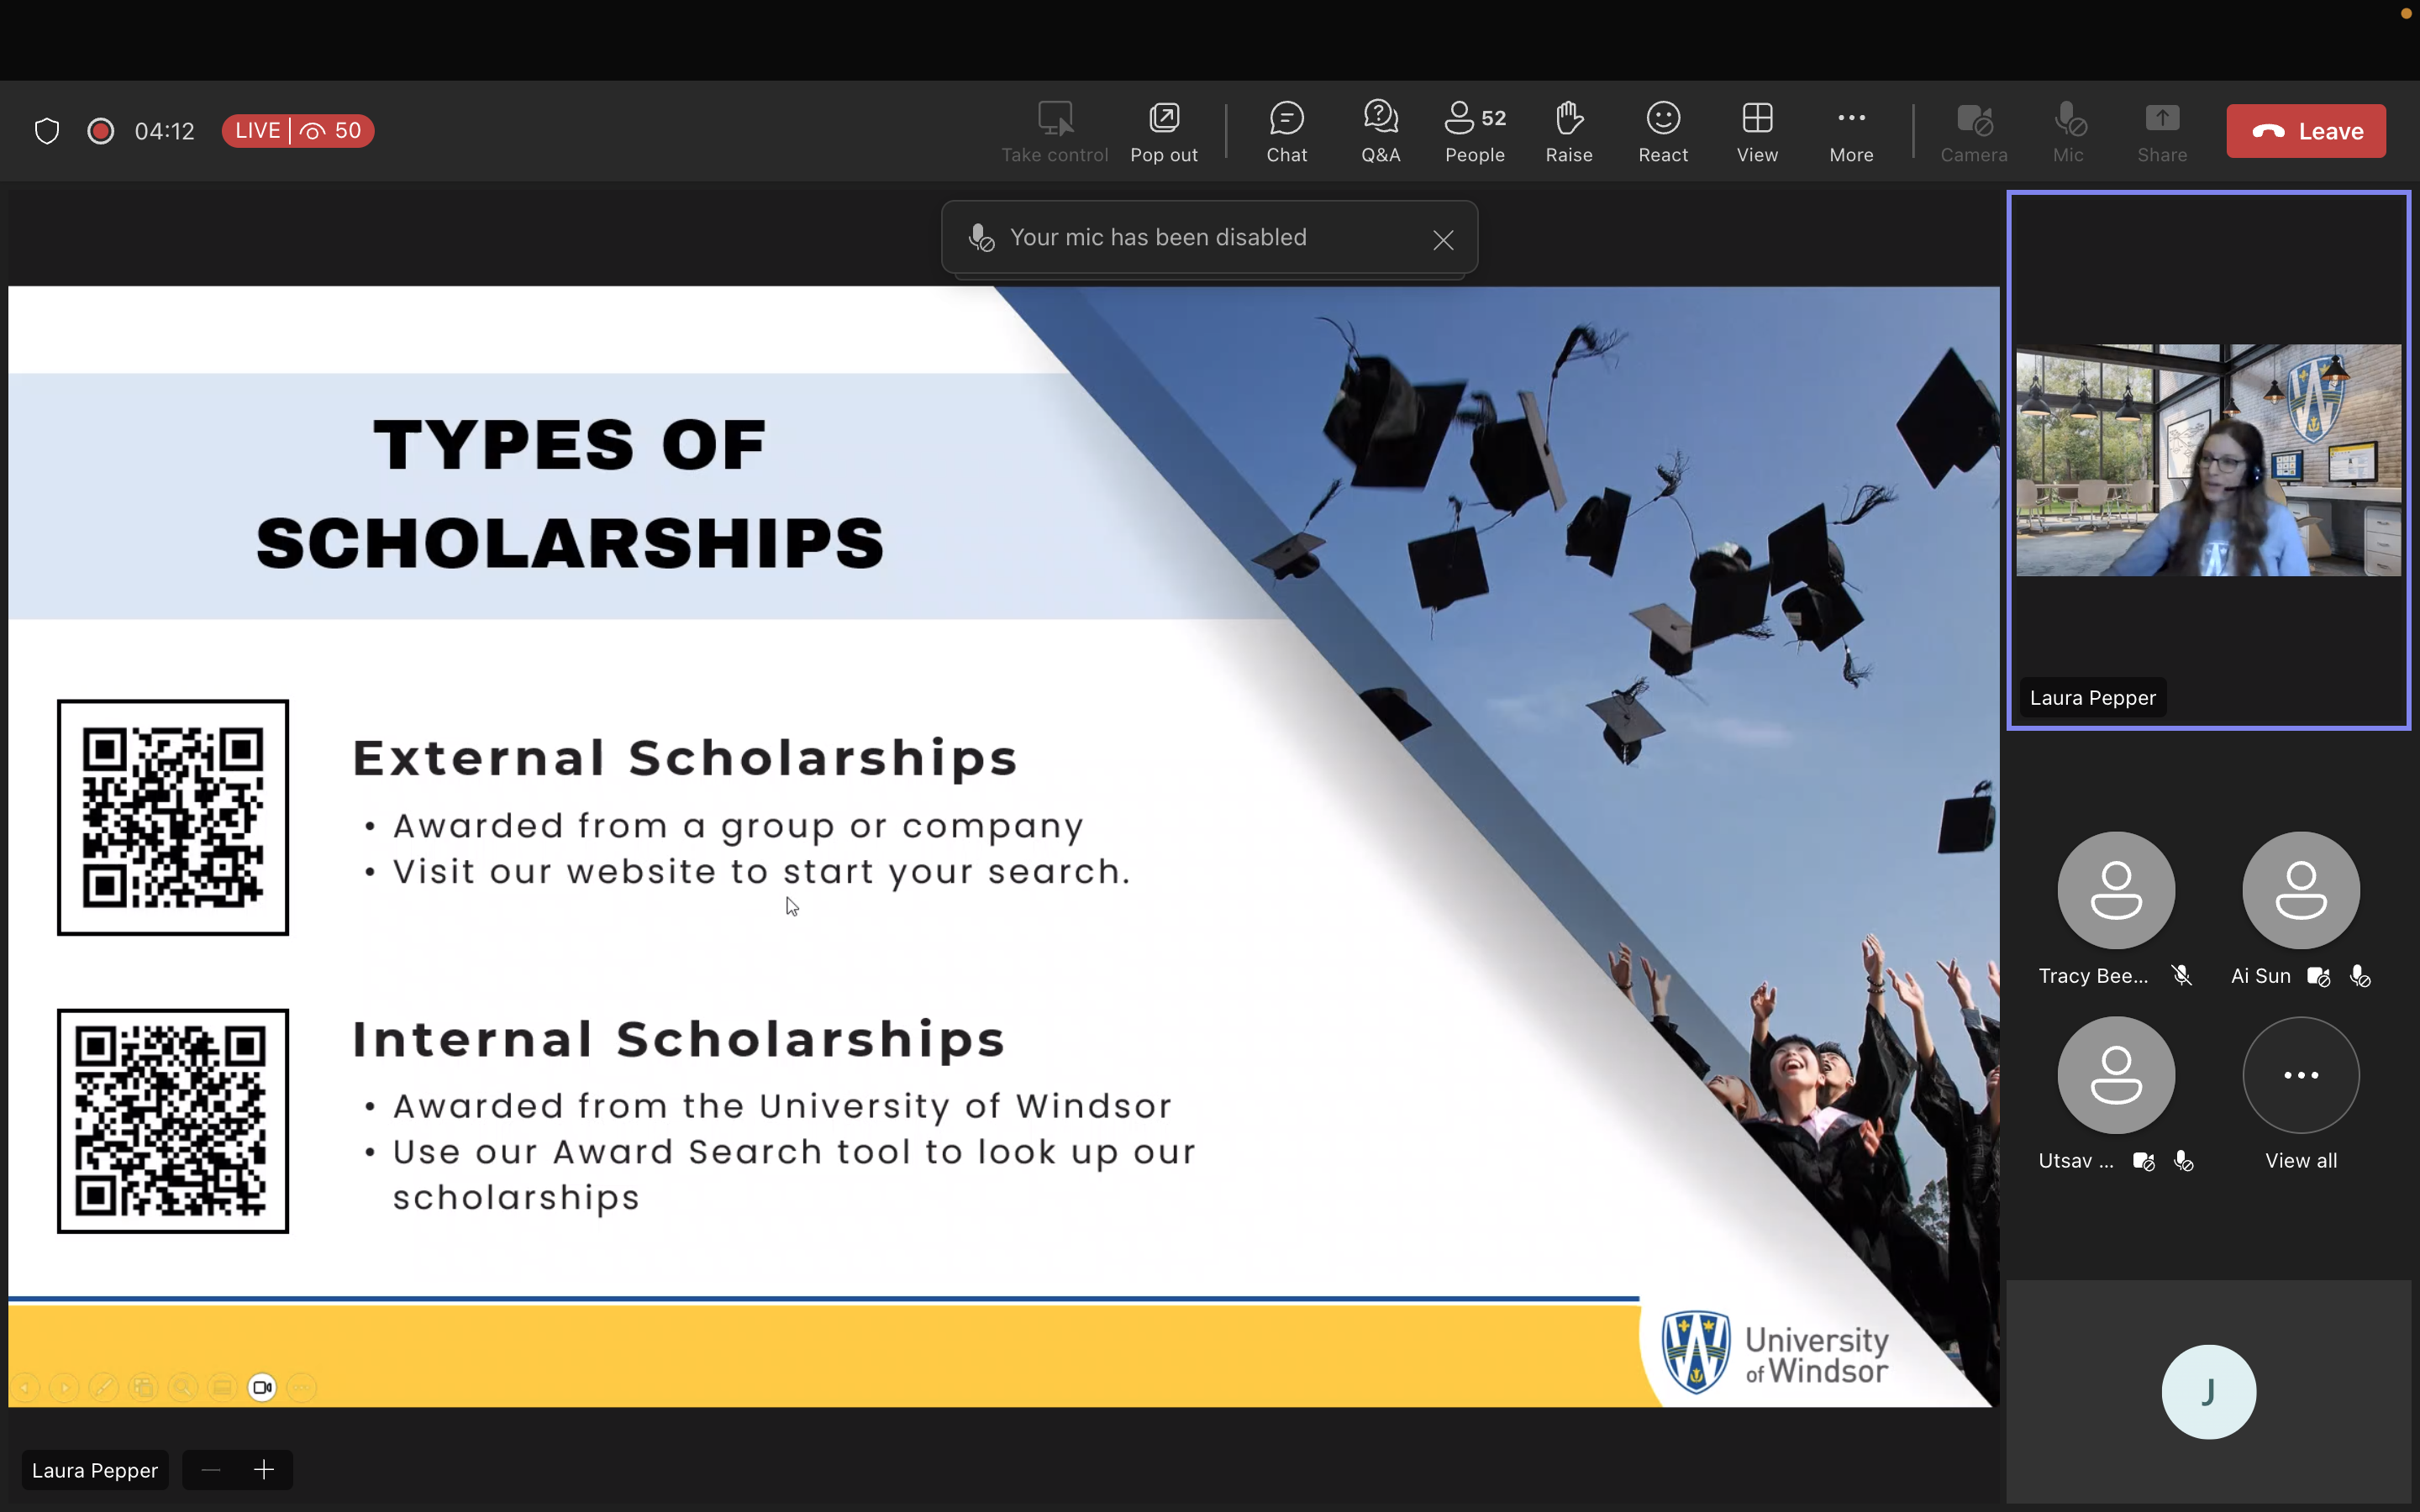 04:12
LIVE 50
Take control
Pop out
Chat
Q&A
52
People
Raise
React
View
More
Camera
Mic
Share
Leave
Your mic has been disabled
TYPES OF
SCHOLARSHIPS
External Scholarships
• Awarded from a group or company
• Visit our website to start your search.
Internal Scholarships
• Awarded from the University of Windsor
• Use our Award Search tool to look up our
scholarships
University
of Windsor
Laura Pepper
Laura Pepper
Tracy Bee...
Ai Sun
Utsav ...
View all
J